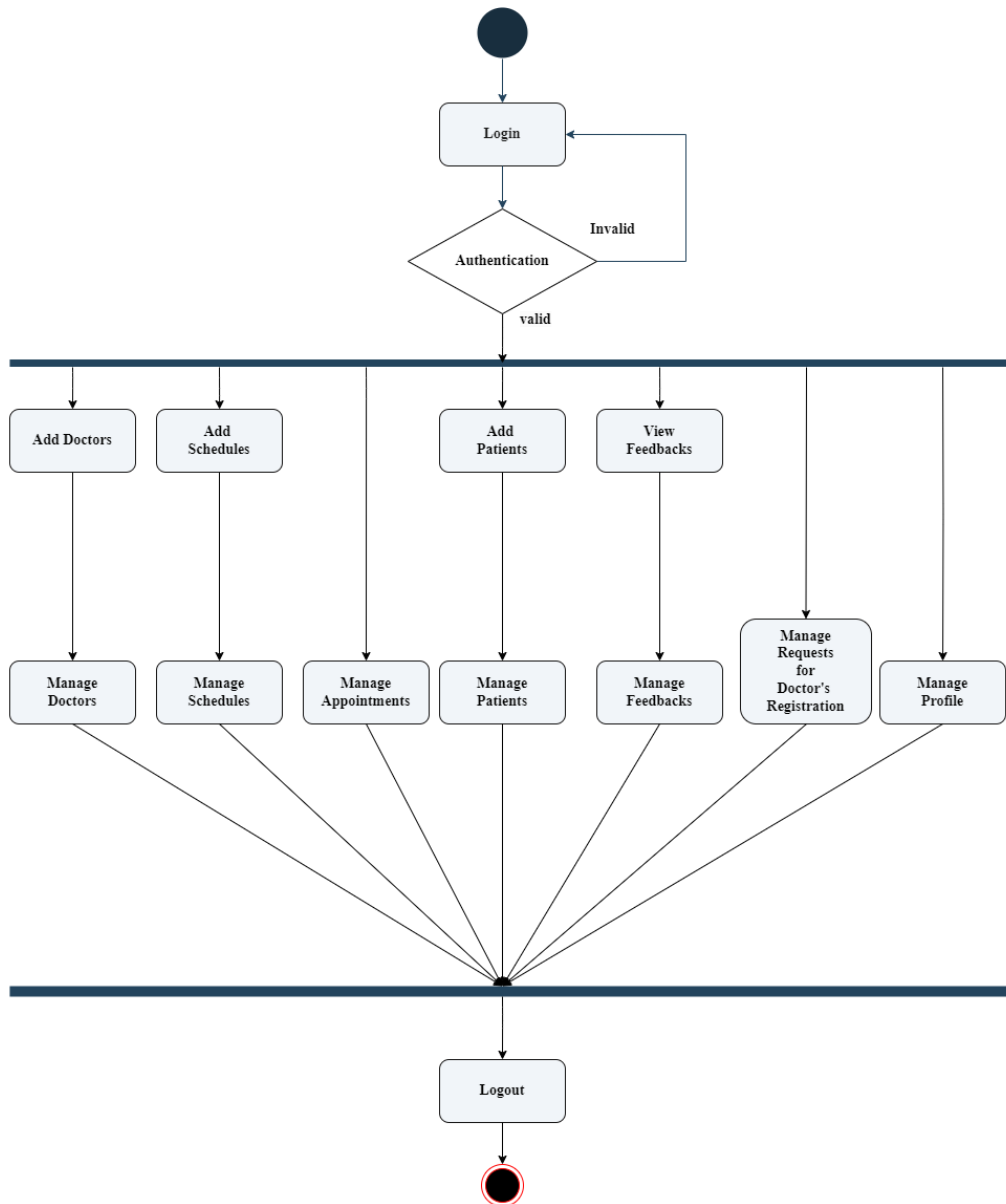 Login
Invalid
Authentication
valid
Add Doctors
Add
Schedules
Add
Patients
View
Feedbacks
Manage
Doctors
Manage
Schedules
Manage
Appointments
Manage
Patients
Manage
Feedbacks
Manage
Requests
for
Doctor's
Registration
Manage
Profile
Logout